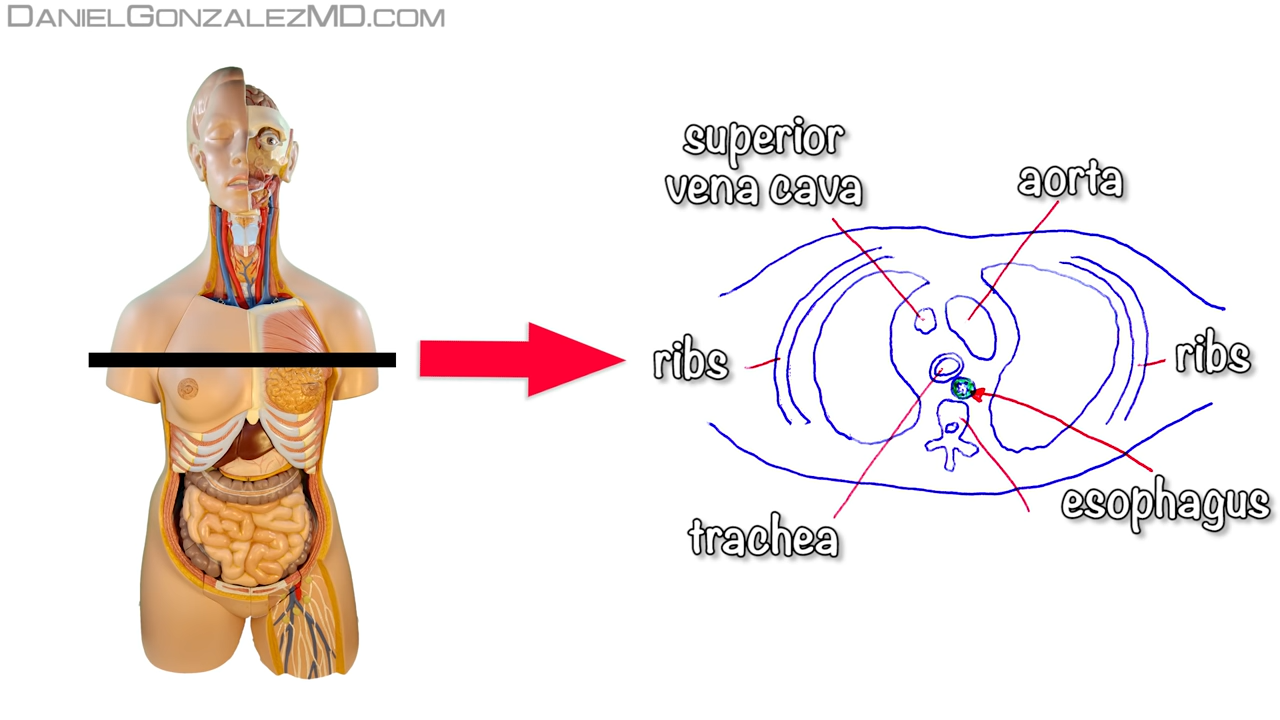 DanielGonzalezMD.com
superior
vena cava
aorta
ribs
ribs
esophagus
trachea